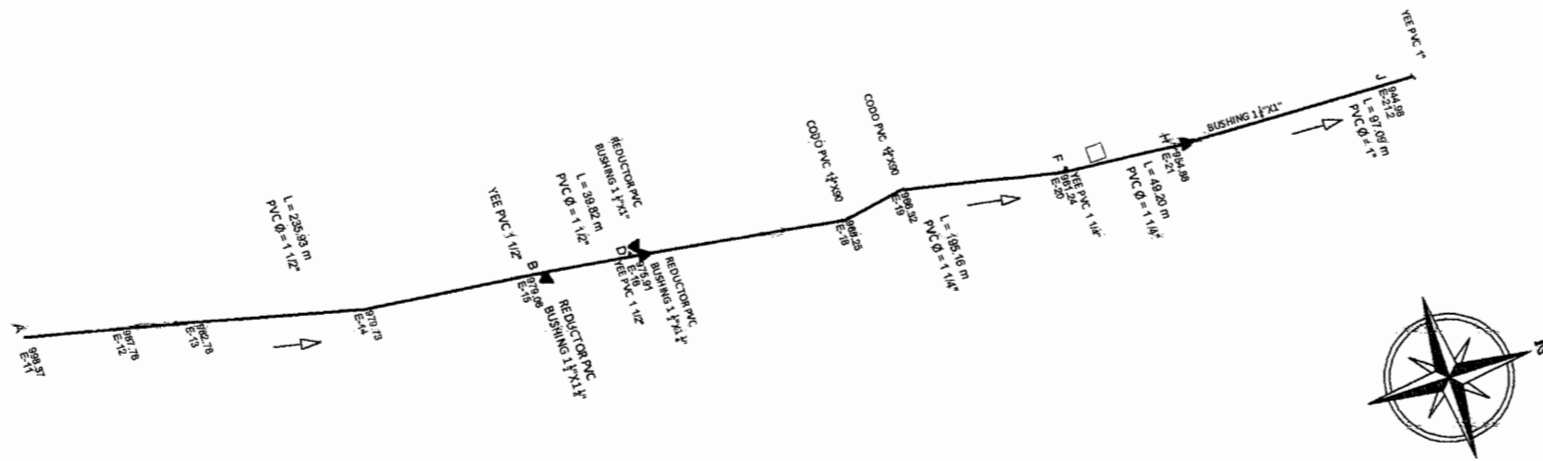 A
998,37
E-11
987,78
E-12
982,78
E-13
L = 235,93 m
PVC Ø = 1 1/2"
979,73
E-14
YEE PVC 1 1/2"
B
979,06
E-15
REDUCTOR PVC
BUSHING 1 1/2"X1 1/4"
L = 39,82 m
PVC Ø = 1 1/2"
REDUCTOR PVC
BUSHING 1 1/2"X1"
D
975,91
E-16
YEE PVC 1 1/2"
REDUCTOR PVC
BUSHING 1 1/2"X1 1/4"
CODO PVC 1 1/4"X90
968,25
E-18
CODO PVC 1 1/4"X90
966,32
E-19
L = 195,16 m
PVC Ø = 1 1/4"
F
961,24
E-20
YEE PVC 1 1/4"
L = 49,20 m
PVC Ø = 1 1/4"
H
954,88
E-21
BUSHING 1 1/4"X1"
L = 97,09 m
PVC Ø = 1"
J
944,98
E-21,2
YEE PVC 1"
N